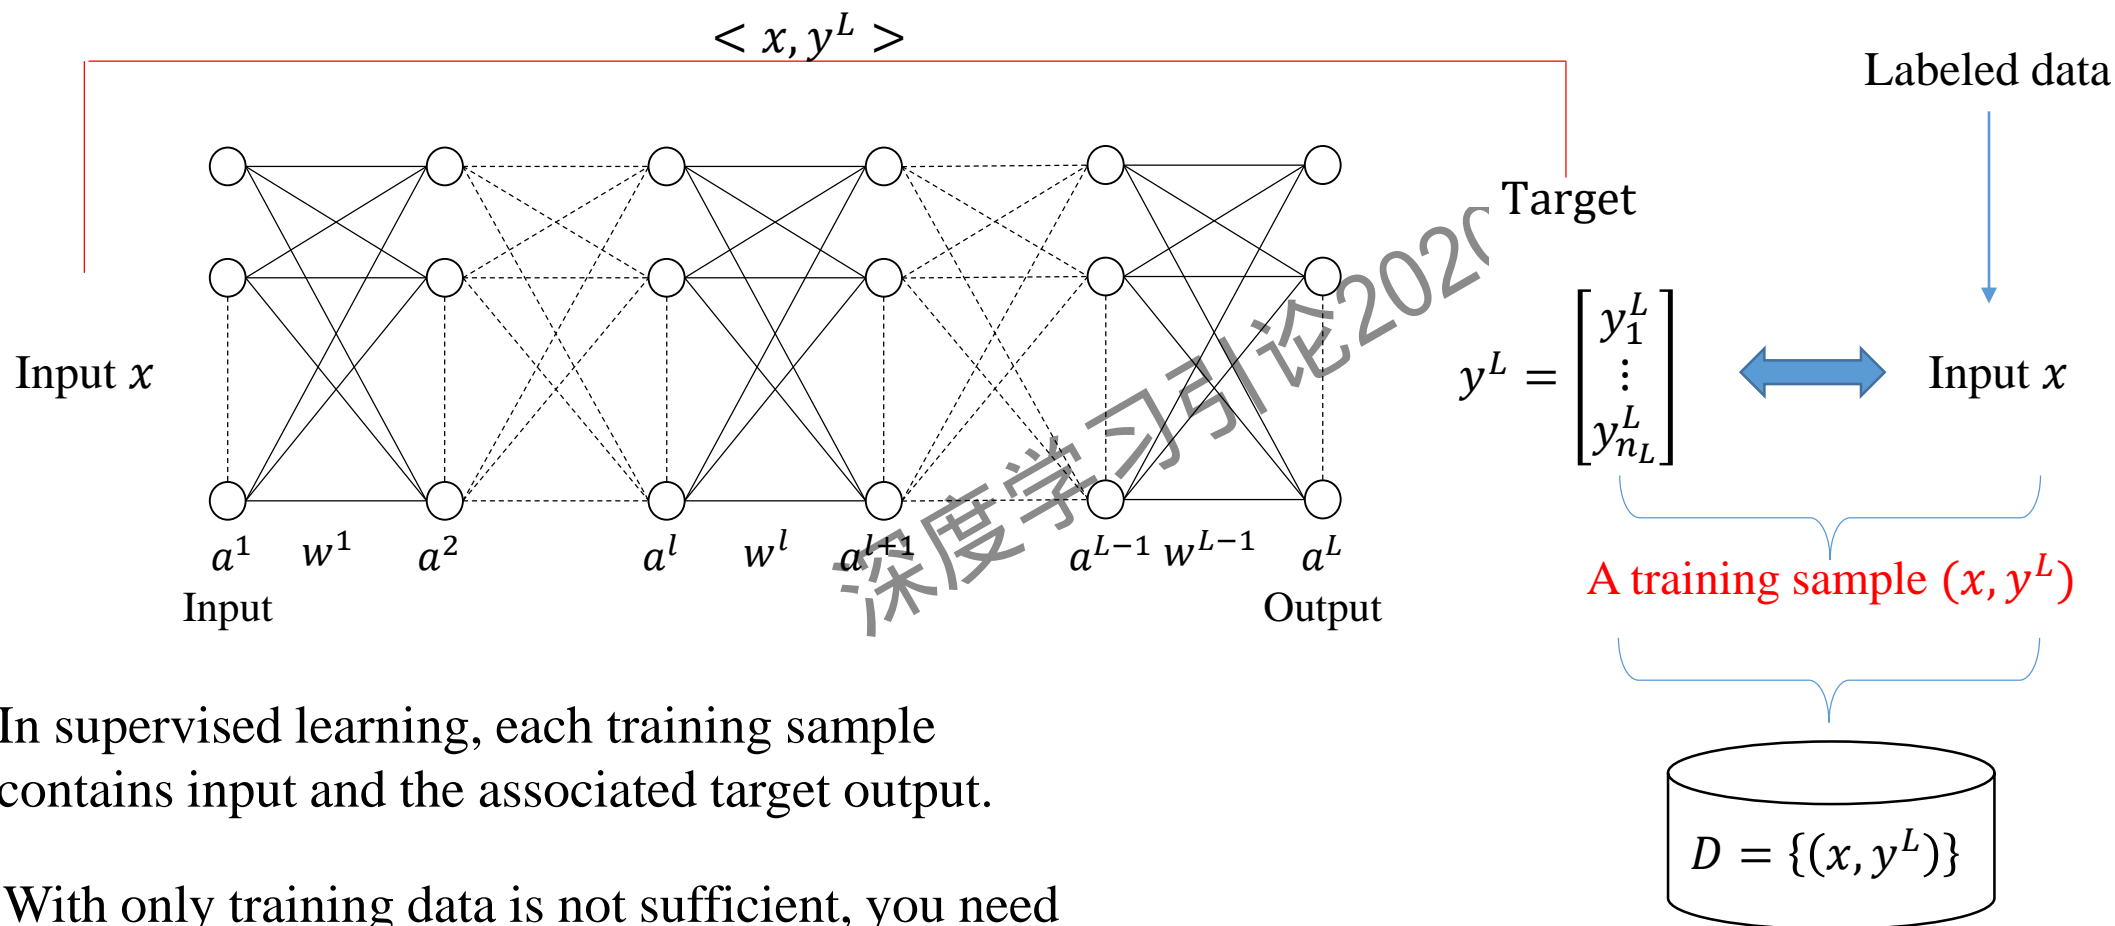 < x, y^L >
Labeled data
Target
Input x
y^L = [y_1^L ⋮ y_{n_L}^L]
Input x
a^1 w^1 a^2 a^l w^l a^{l+1} a^{L−1} w^{L−1} a^L
Input
Output
深度学习引论202
A training sample (x, y^L)
In supervised learning, each training sample
contains input and the associated target output.
D = {(x, y^L)}
With only training data is not sufficient, you need